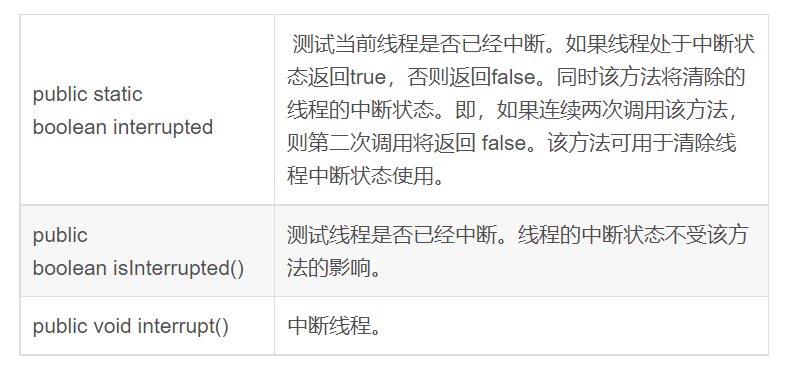 public static
boolean interrupted
测试当前线程是否已经中断。如果线程处于中断状
态返回true，否则返回false。同时该方法将清除的
线程的中断状态。即，如果连续两次调用该方法，
则第二次调用将返回 false。该方法可用于清除线
程中断状态使用。
public
boolean isInterrupted()
测试线程是否已经中断。线程的中断状态不受该方
法的影响。
public void interrupt()
中断线程。